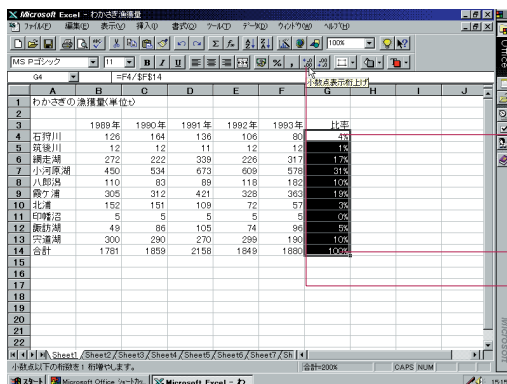 Microsoft Excel - わかさぎ漁獲量
ファイル(F) 編集(E) 表示(V) 挿入(I) 書式(O) ツール(T) データ(D) ウィンドウ(W) ヘルプ(H)
100%
MS Pゴシック 11 B I U
G4 =F4/$F$14
小数点表示桁上げ
A B C D E F G H I J
1 わかさぎの漁獲量(単位t)
2
3 1989年 1990年 1991年 1992年 1993年 比率
4 石狩川 126 164 136 106 80 4%
5 筑後川 12 12 11 12 12 1%
6 網走湖 272 222 339 226 317 17%
7 小河原湖 450 534 673 609 578 31%
8 八郎潟 110 83 89 118 182 10%
9 霞ケ浦 305 312 421 328 363 19%
10 北浦 152 151 109 72 57 3%
11 印幡沼 5 5 5 5 5 0%
12 諏訪湖 49 86 105 74 96 5%
13 宍道湖 300 290 270 299 190 10%
14 合計 1781 1859 2158 1849 1880 100%
15
16
17
18
19
20
21
22
Sheet1 Sheet2 Sheet3 Sheet4 Sheet5 Sheet6 Sheet7 Sh
小数点以下の桁数を1 桁増やします。 合計=200% CAPS NUM
スタート Microsoft Office ショートカッ Microsoft Excel - わ 15:15
Office
Microsoft